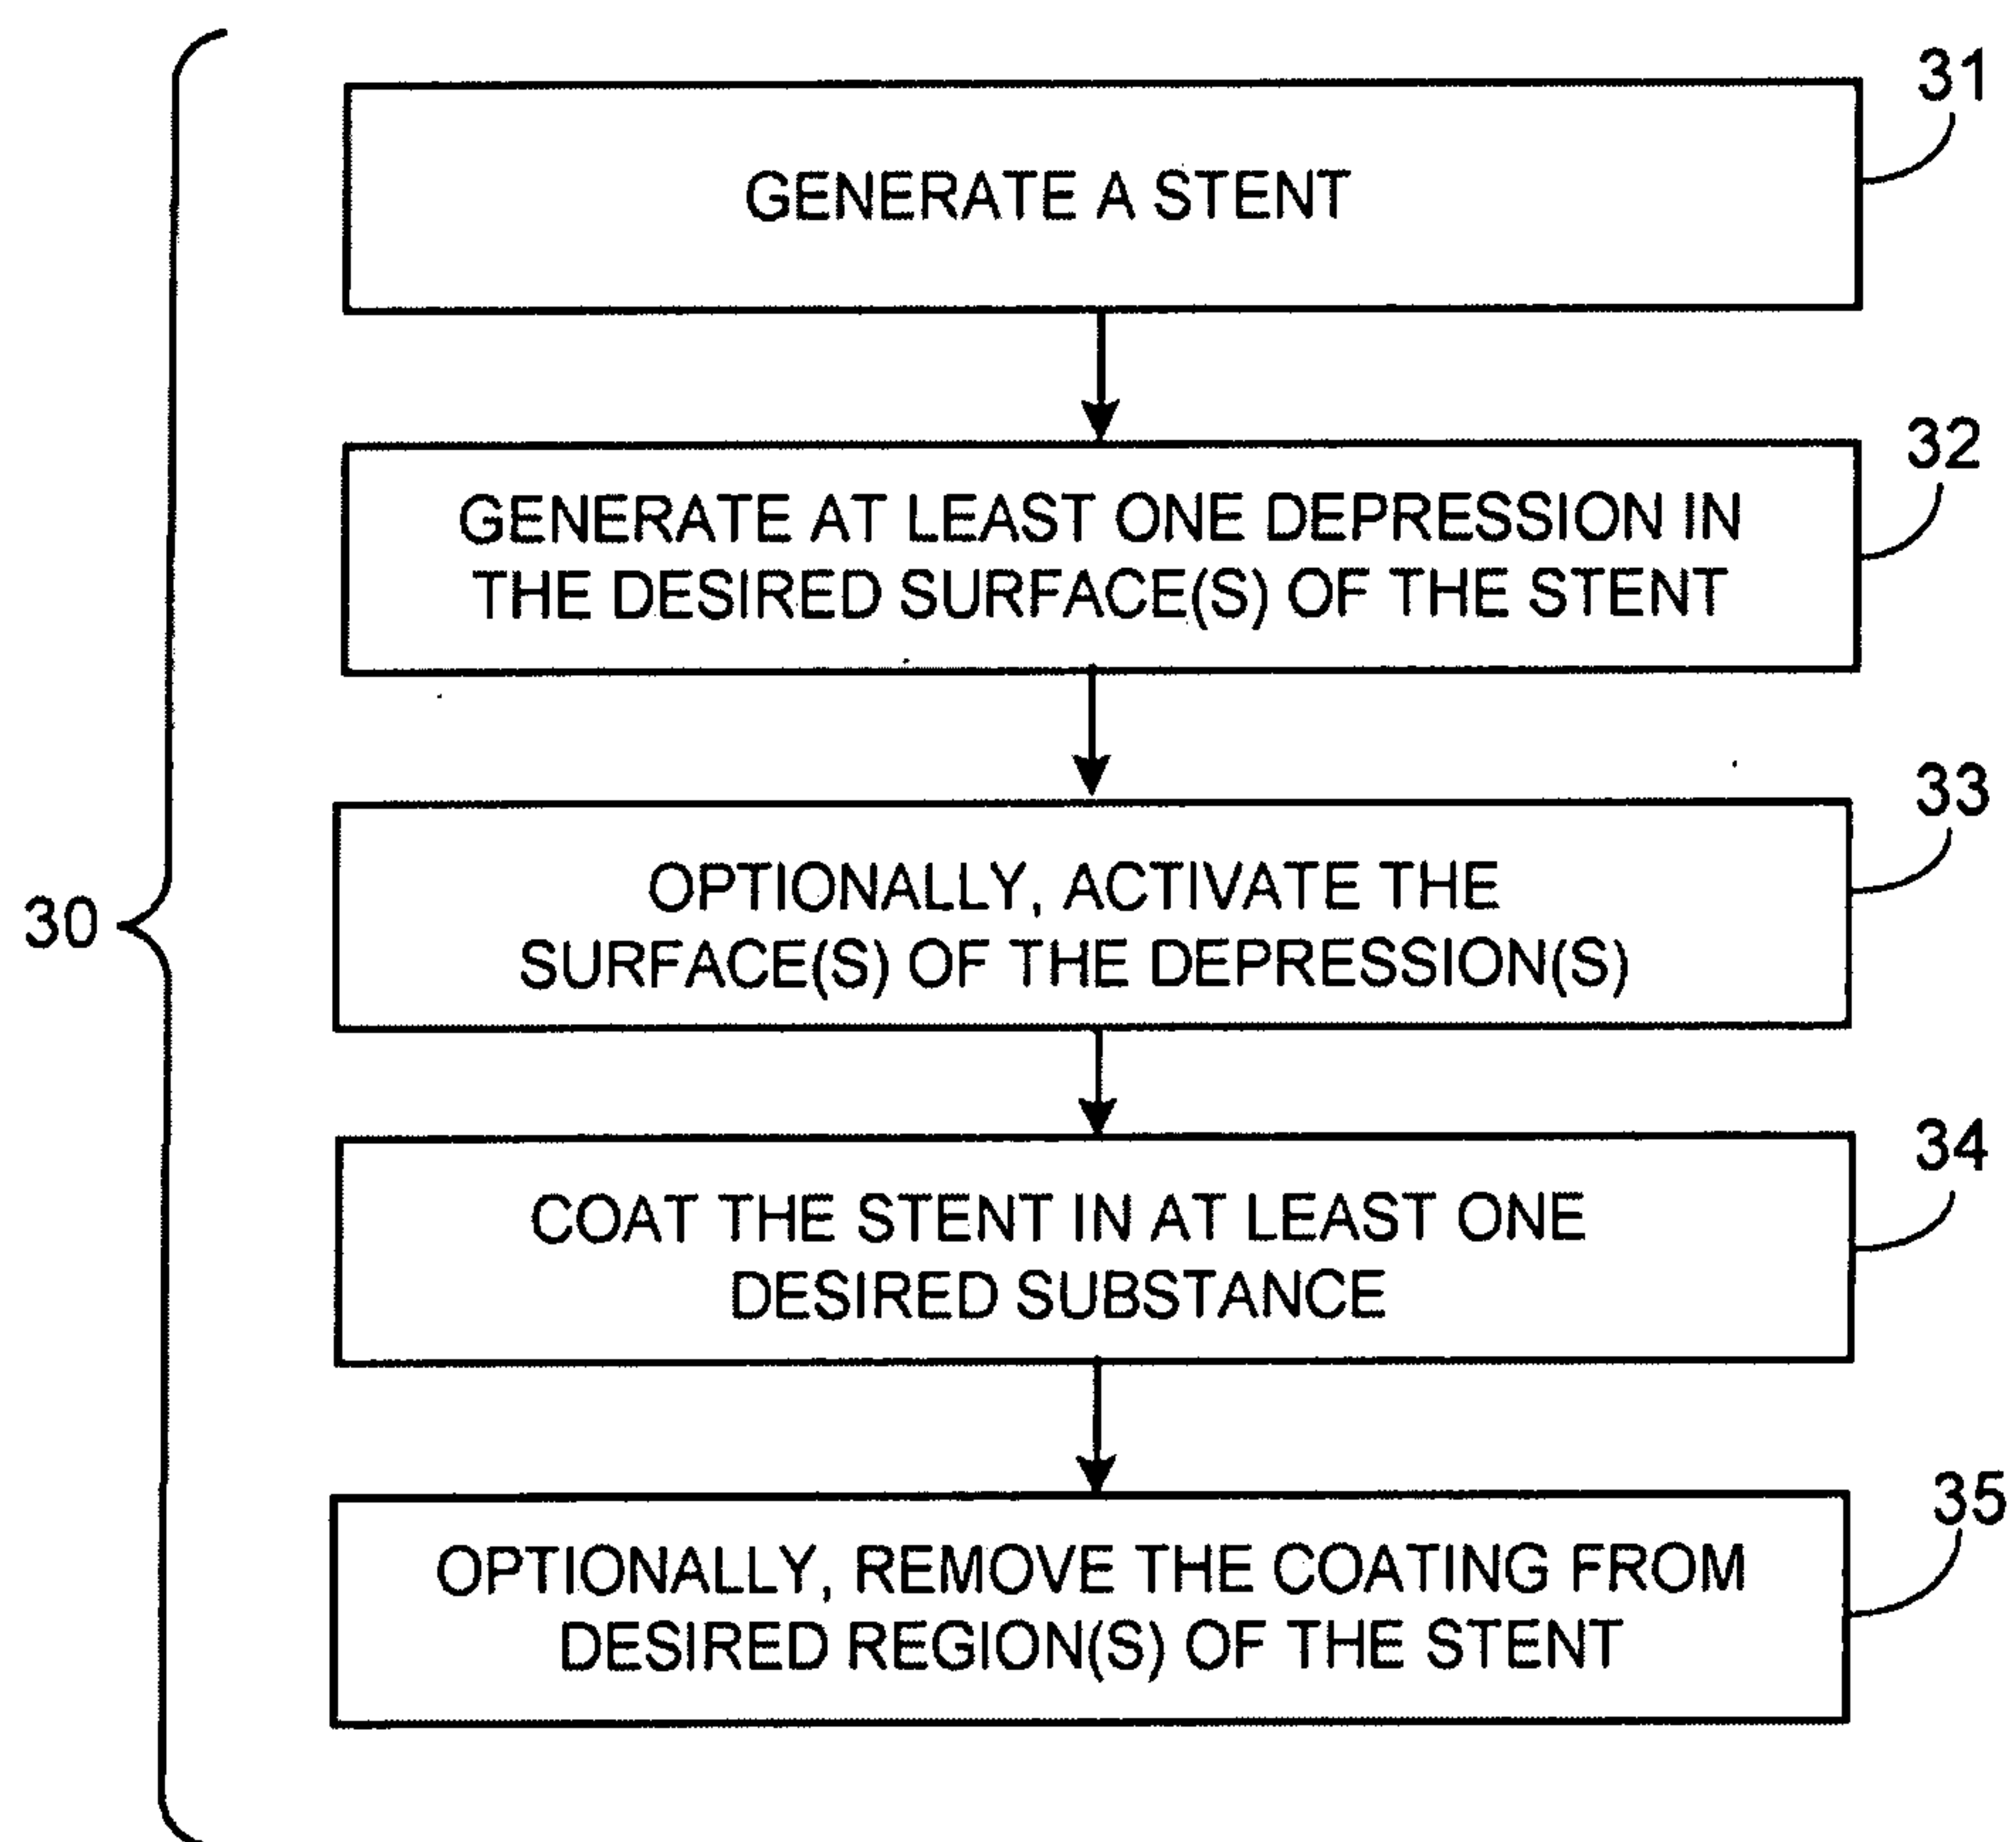 31
GENERATE A STENT
32
GENERATE AT LEAST ONE DEPRESSION IN
THE DESIRED SURFACE(S) OF THE STENT
33
OPTIONALLY, ACTIVATE THE
SURFACE(S) OF THE DEPRESSION(S)
30
34
COAT THE STENT IN AT LEAST ONE
DESIRED SUBSTANCE
35
OPTIONALLY, REMOVE THE COATING FROM
DESIRED REGION(S) OF THE STENT